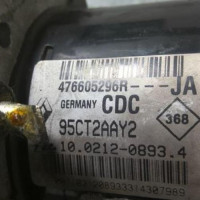 476605296R---JA
GERMANY CDC
95CT2AAY2
368
10.0212-0893.4